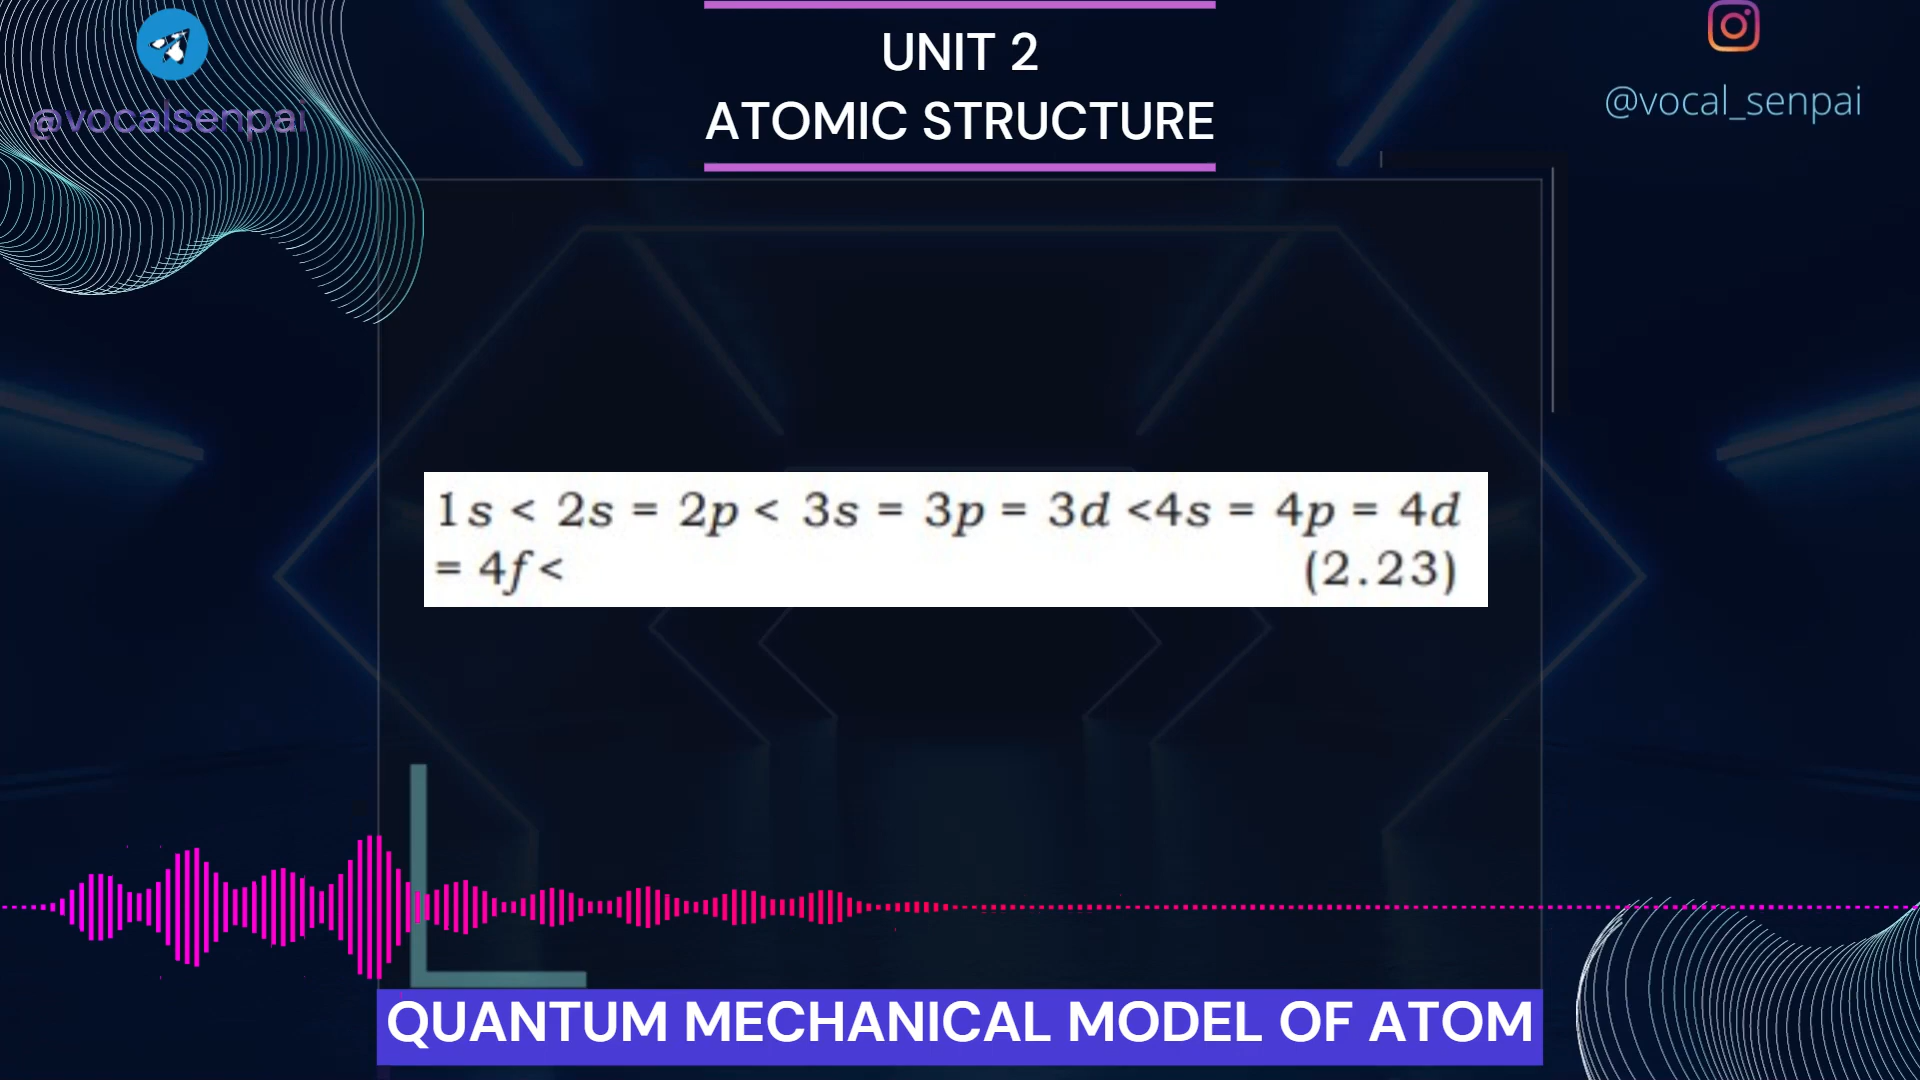 UNIT 2
ATOMIC STRUCTURE
@vocalsenpai
@vocal_senpai
1s < 2s = 2p < 3s = 3p = 3d <4s = 4p = 4d
= 4f < (2.23)
QUANTUM MECHANICAL MODEL OF ATOM